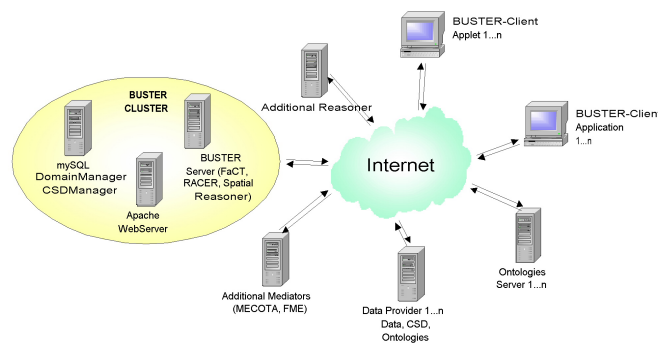 BUSTER-Client
Applet 1...n
Additional Reasoner
BUSTER
CLUSTER
BUSTER-Client
Application
1...n
mySQL
DomainManager
CSDManager
BUSTER
Server (FaCT,
RACER, Spatial
Reasoner)
Internet
Apache
WebServer
Ontologies
Server 1...n
Additional Mediators
(MECOTA, FME)
Data Provider 1...n
Data, CSD,
Ontologies